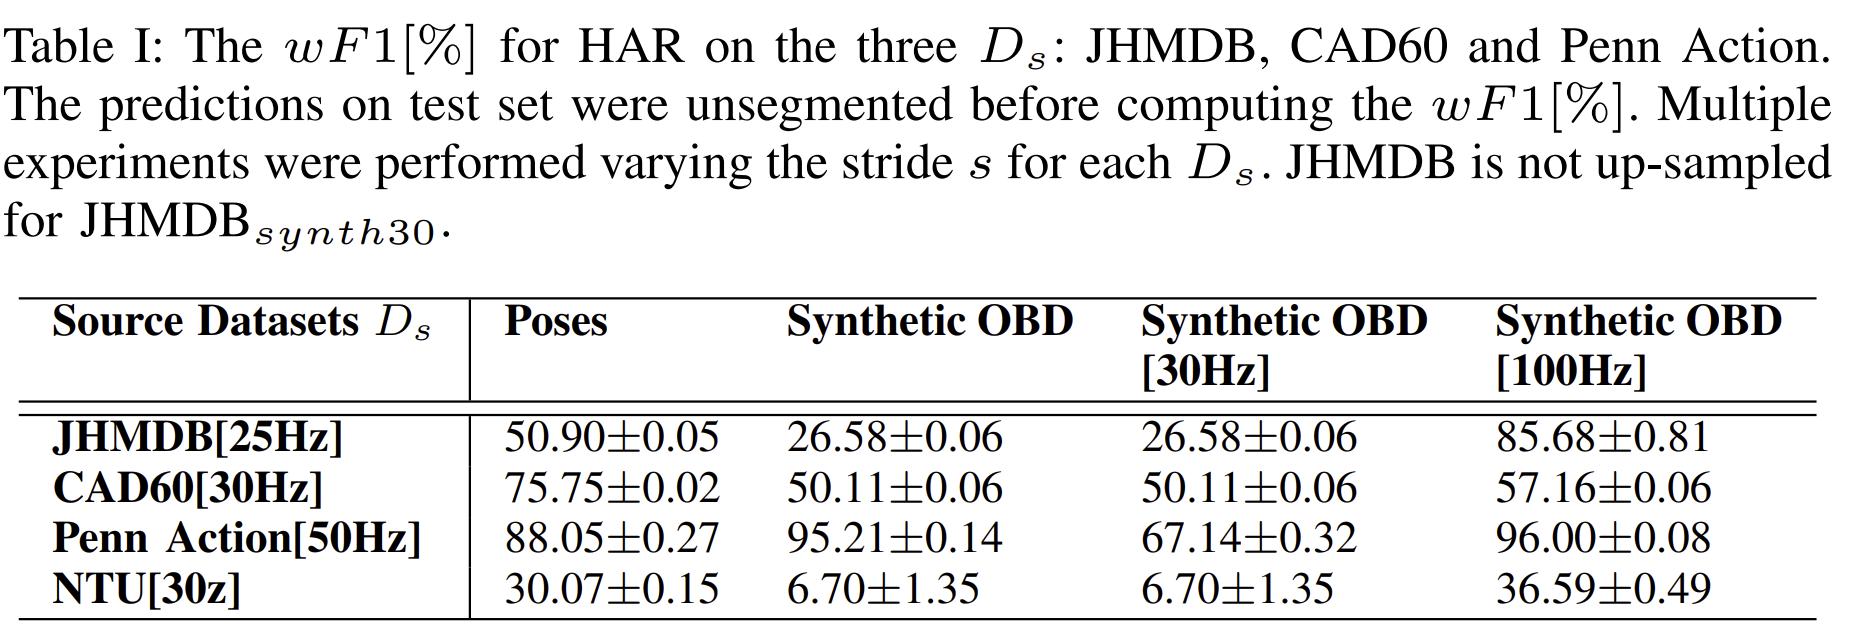 Table I: The wF1[%] for HAR on the three Ds: JHMDB, CAD60 and Penn Action.
The predictions on test set were unsegmented before computing the wF1[%]. Multiple
experiments were performed varying the stride s for each Ds. JHMDB is not up-sampled
for JHMDBsynth30.
Source Datasets Ds Poses Synthetic OBD Synthetic OBD Synthetic OBD
[30Hz] [100Hz]
JHMDB[25Hz] 50.90±0.05 26.58±0.06 26.58±0.06 85.68±0.81
CAD60[30Hz] 75.75±0.02 50.11±0.06 50.11±0.06 57.16±0.06
Penn Action[50Hz] 88.05±0.27 95.21±0.14 67.14±0.32 96.00±0.08
NTU[30z] 30.07±0.15 6.70±1.35 6.70±1.35 36.59±0.49